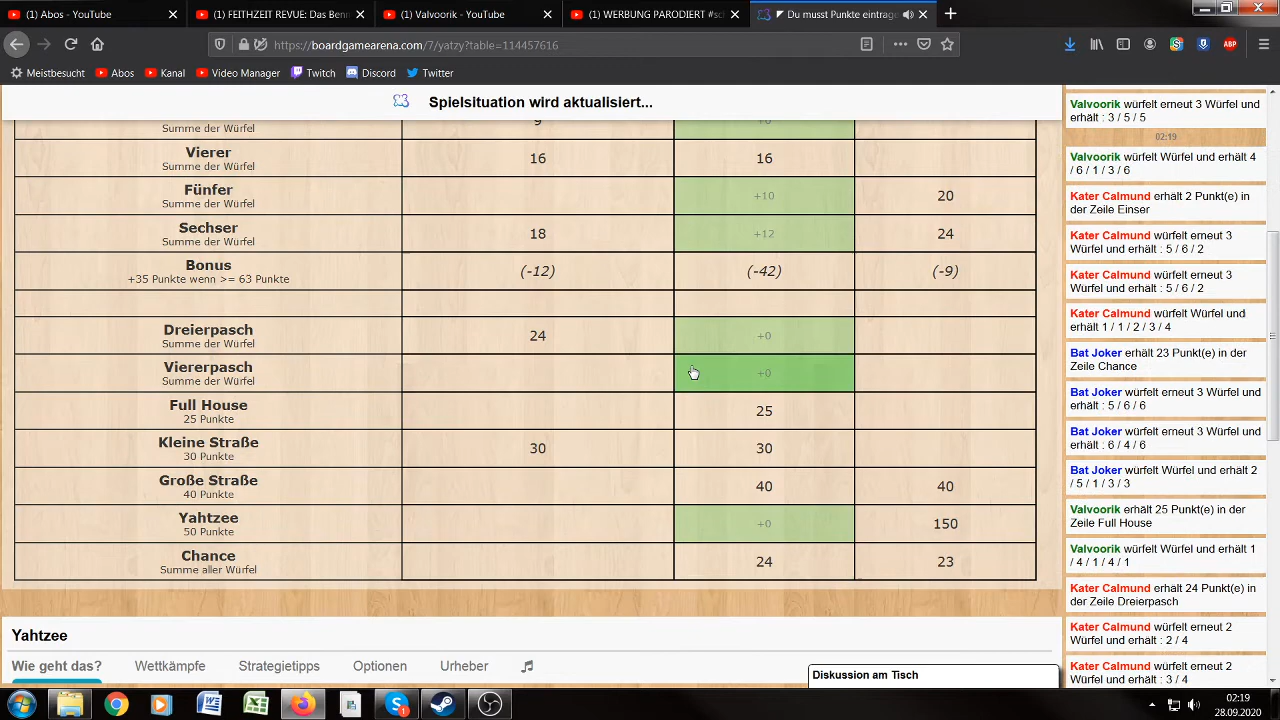 (1) Abos - YouTube
(1) FEITHZEIT REVUE: Das Benn
(1) Valvoorik - YouTube
(1) WERBUNG PARODIERT #sc
Du musst Punkte eintrage
https://boardgamearena.com/7/yatzy?table=114457616
Meistbesucht
Abos
Kanal
Video Manager
Twitch
Discord
Twitter
Spielsituation wird aktualisiert...
Summe der Würfel
9
Vierer
Summe der Würfel
16
16
Fünfer
Summe der Würfel
+10
20
Sechser
Summe der Würfel
18
+12
24
Bonus
+35 Punkte wenn >= 63 Punkte
(-12)
(-42)
(-9)
Dreierpasch
Summe der Würfel
24
+0
Viererpasch
Summe der Würfel
+0
Full House
25 Punkte
25
Kleine Straße
30 Punkte
30
30
Große Straße
40 Punkte
40
40
Yahtzee
50 Punkte
+0
150
Chance
Summe aller Würfel
24
23
Yahtzee
Wie geht das?
Wettkämpfe
Strategietipps
Optionen
Urheber
Diskussion am Tisch
Valvoorik würfelt erneut 3 Würfel und
erhält : 3 / 5 / 5
02:19
Valvoorik würfelt Würfel und erhält 4
/ 6 / 1 / 3 / 6
Kater Calmund erhält 2 Punkt(e) in
der Zeile Einser
Kater Calmund würfelt erneut 3
Würfel und erhält : 5 / 6 / 2
Kater Calmund würfelt erneut 3
Würfel und erhält : 5 / 6 / 2
Kater Calmund würfelt Würfel und
erhält 1 / 1 / 2 / 3 / 4
Bat Joker erhält 23 Punkt(e) in der
Zeile Chance
Bat Joker würfelt erneut 3 Würfel und
erhält : 5 / 6 / 6
Bat Joker würfelt erneut 3 Würfel und
erhält : 6 / 4 / 6
Bat Joker würfelt Würfel und erhält 2
/ 5 / 1 / 3 / 3
Valvoorik erhält 25 Punkt(e) in der
Zeile Full House
Valvoorik würfelt Würfel und erhält 1
/ 4 / 1 / 4 / 1
Kater Calmund erhält 24 Punkt(e) in
der Zeile Dreierpasch
Kater Calmund würfelt erneut 2
Würfel und erhält : 2 / 4
Kater Calmund würfelt erneut 2
Würfel und erhält : 3 / 4
ABP
02:19
28.09.2020